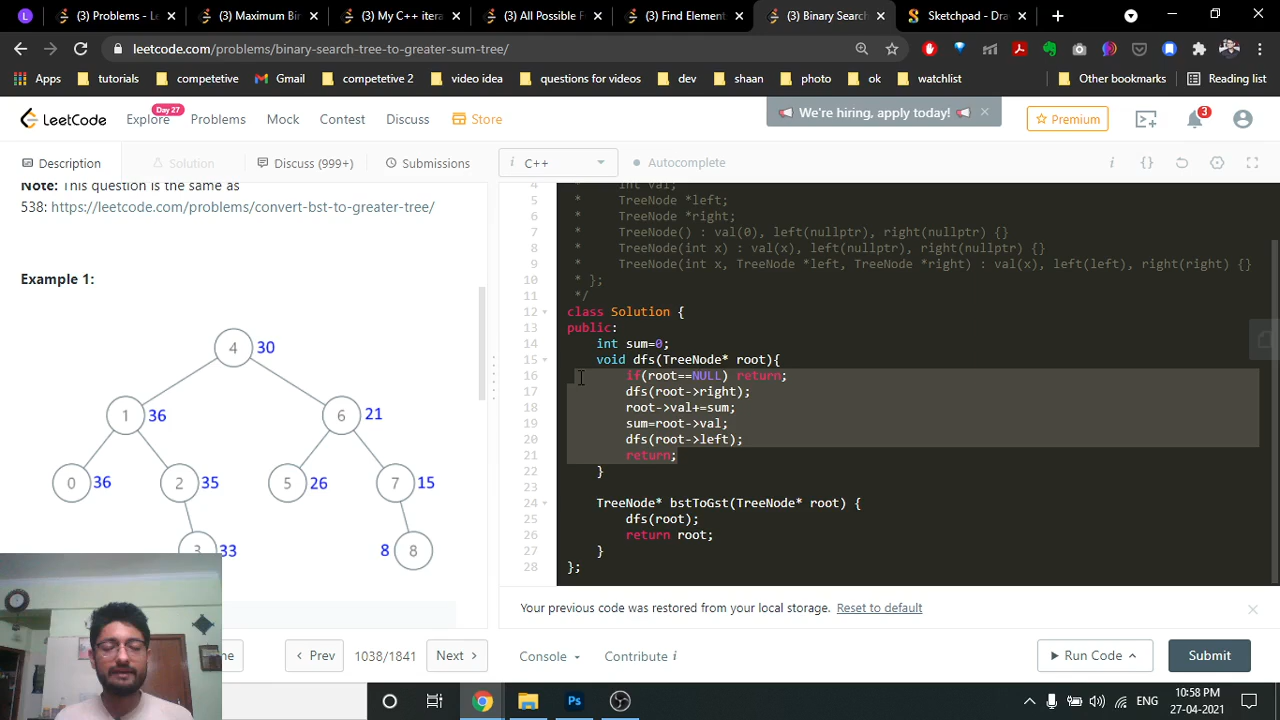 (3) Problems - L
(3) Maximum Bin
(3) My C++ itera
(3) All Possible F
(3) Find Element
(3) Binary Search
Sketchpad - Dra
leetcode.com/problems/binary-search-tree-to-greater-sum-tree/
Apps
tutorials
competetive
Gmail
competetive 2
video idea
questions for videos
dev
shaan
photo
ok
watchlist
Other bookmarks
Reading list
LeetCode
Explore
Day 27
Problems
Mock
Contest
Discuss
Store
We're hiring, apply today!
Premium
3
Description
Solution
Discuss (999+)
Submissions
C++
Autocomplete
Note: This question is the same as
538: https://leetcode.com/problems/convert-bst-to-greater-tree/
Example 1:
4 30
1 36
6 21
0 36
2 35
5 26
7 15
3 33
8 8
4 * int val;
5 * TreeNode *left;
6 * TreeNode *right;
7 * TreeNode() : val(0), left(nullptr), right(nullptr) {}
8 * TreeNode(int x) : val(x), left(nullptr), right(nullptr) {}
9 * TreeNode(int x, TreeNode *left, TreeNode *right) : val(x), left(left), right(right) {}
10 * };
11 */
12 class Solution {
13 public:
14 int sum=0;
15 void dfs(TreeNode* root){
16 if(root==NULL) return;
17 dfs(root->right);
18 root->val+=sum;
19 sum=root->val;
20 dfs(root->left);
21 return;
22 }
23
24 TreeNode* bstToGst(TreeNode* root) {
25 dfs(root);
26 return root;
27 }
28 };
Your previous code was restored from your local storage. Reset to default
Prev
1038/1841
Next
Console
Contribute
Run Code
Submit
Ps
ENG
10:58 PM
27-04-2021